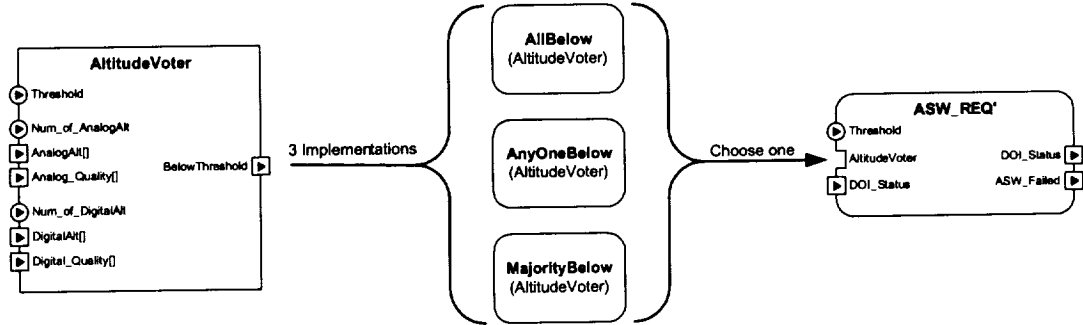 AltitudeVoter
Threshold
Num_of_AnalogAlt
AnalogAlt[]
Analog_Quality[]
BelowThreshold
Num_of_DigitalAlt
DigitalAlt[]
Digital_Quality[]
3 Implementations
AllBelow
(AltitudeVoter)
AnyOneBelow
(AltitudeVoter)
MajorityBelow
(AltitudeVoter)
Choose one
ASW_REQ'
Threshold
AltitudeVoter
DOI_Status
DOI_Status
ASW_Failed